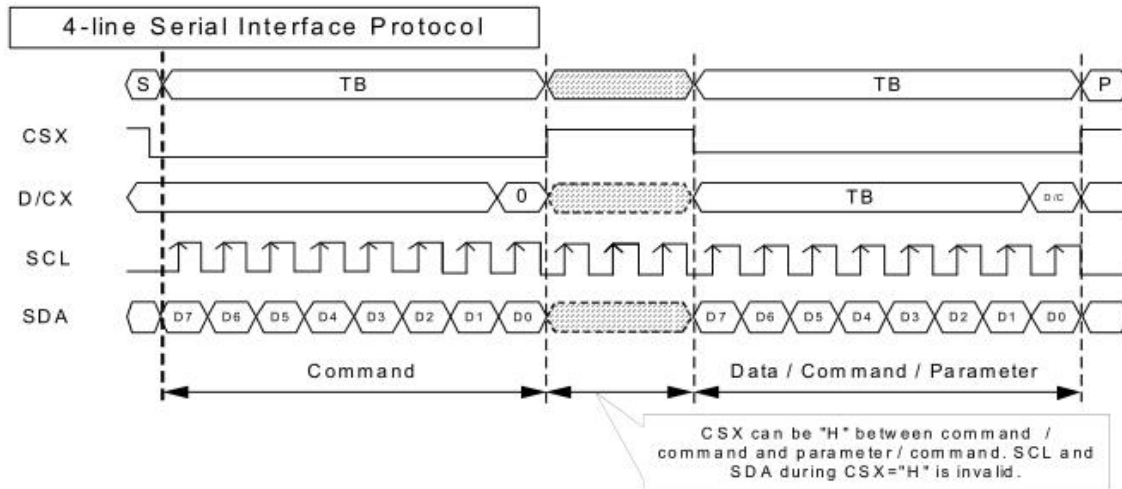 4-line Serial Interface Protocol
S TB TB P
CSX
D/CX 0 TB D/C
SCL
SDA D7 D6 D5 D4 D3 D2 D1 D0 D7 D6 D5 D4 D3 D2 D1 D0
Command Data / Command / Parameter
CSX can be "H" between command /
command and parameter / command. SCL and
SDA during CSX="H" is invalid.